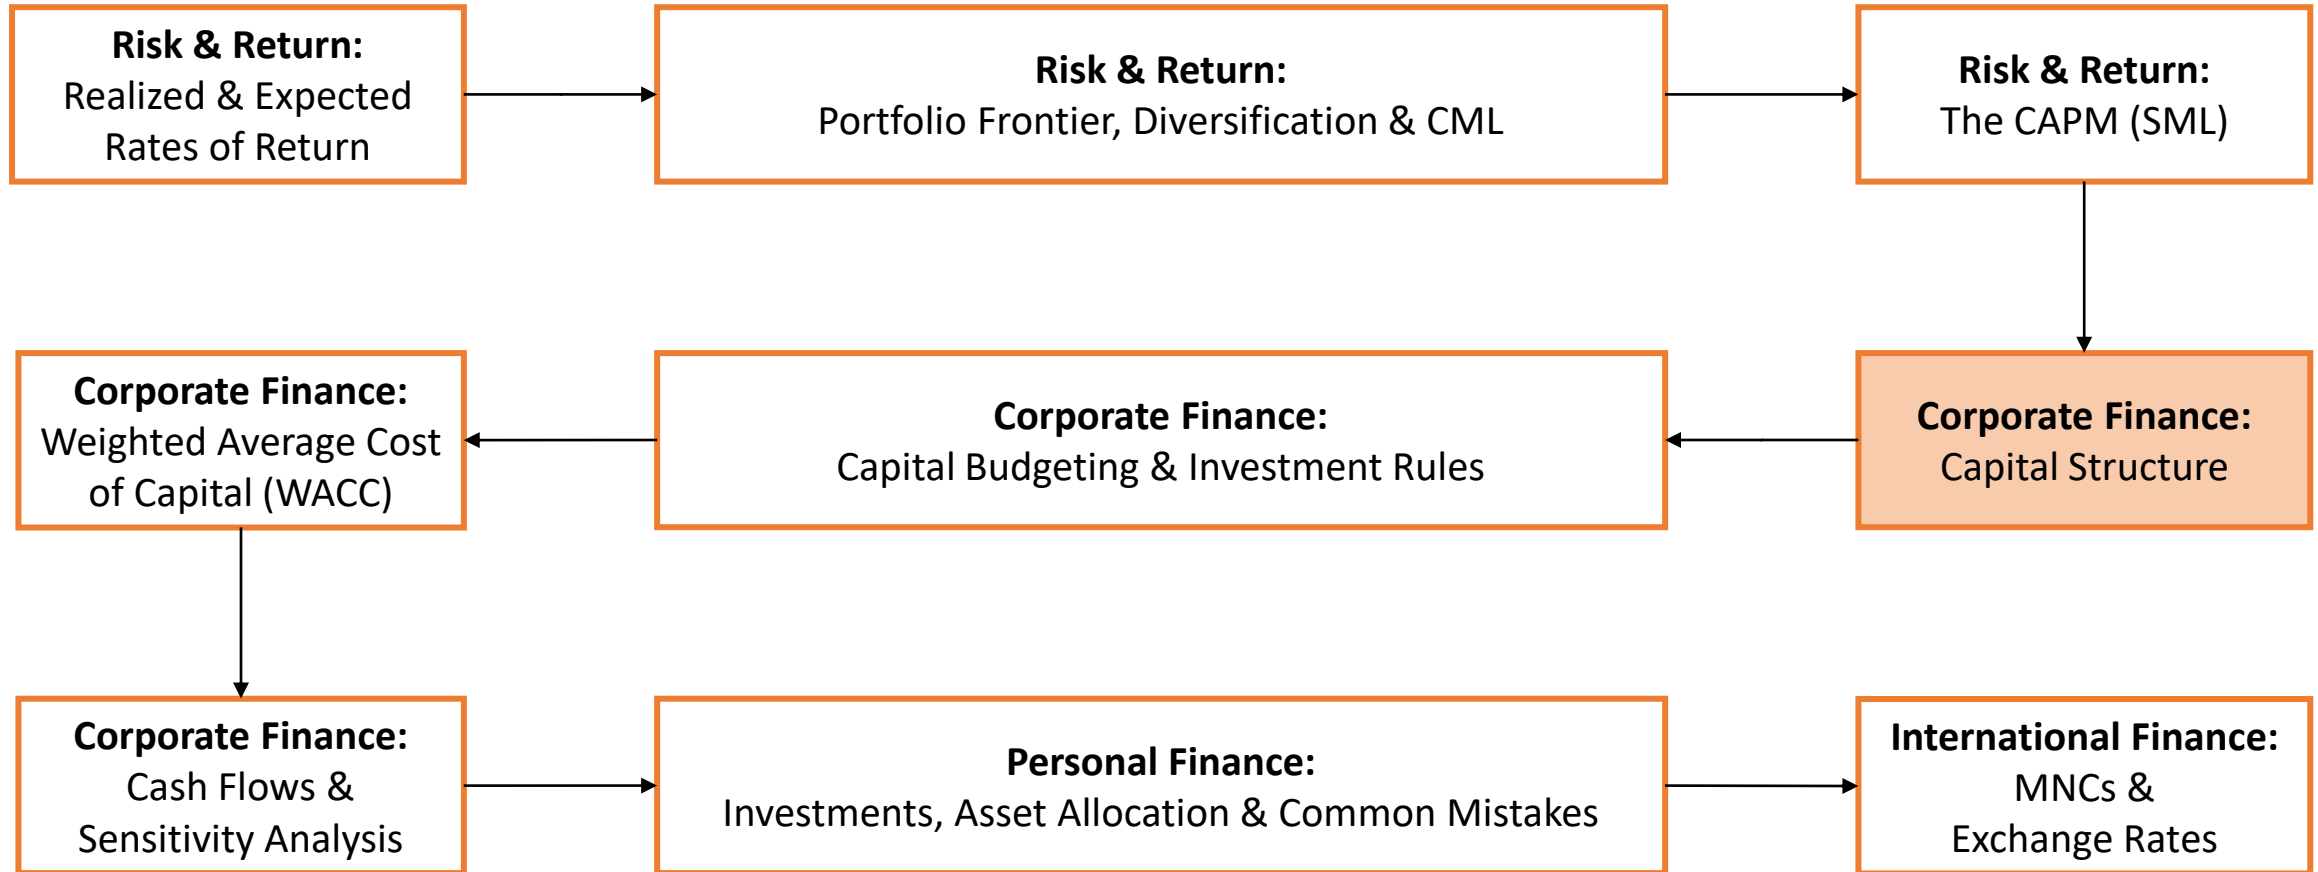 Risk & Return:
Realized & Expected
Rates of Return
Risk & Return:
Portfolio Frontier, Diversification & CML
Risk & Return:
The CAPM (SML)
Corporate Finance:
Weighted Average Cost
of Capital (WACC)
Corporate Finance:
Capital Budgeting & Investment Rules
Corporate Finance:
Capital Structure
Corporate Finance:
Cash Flows &
Sensitivity Analysis
Personal Finance:
Investments, Asset Allocation & Common Mistakes
International Finance:
MNCs &
Exchange Rates